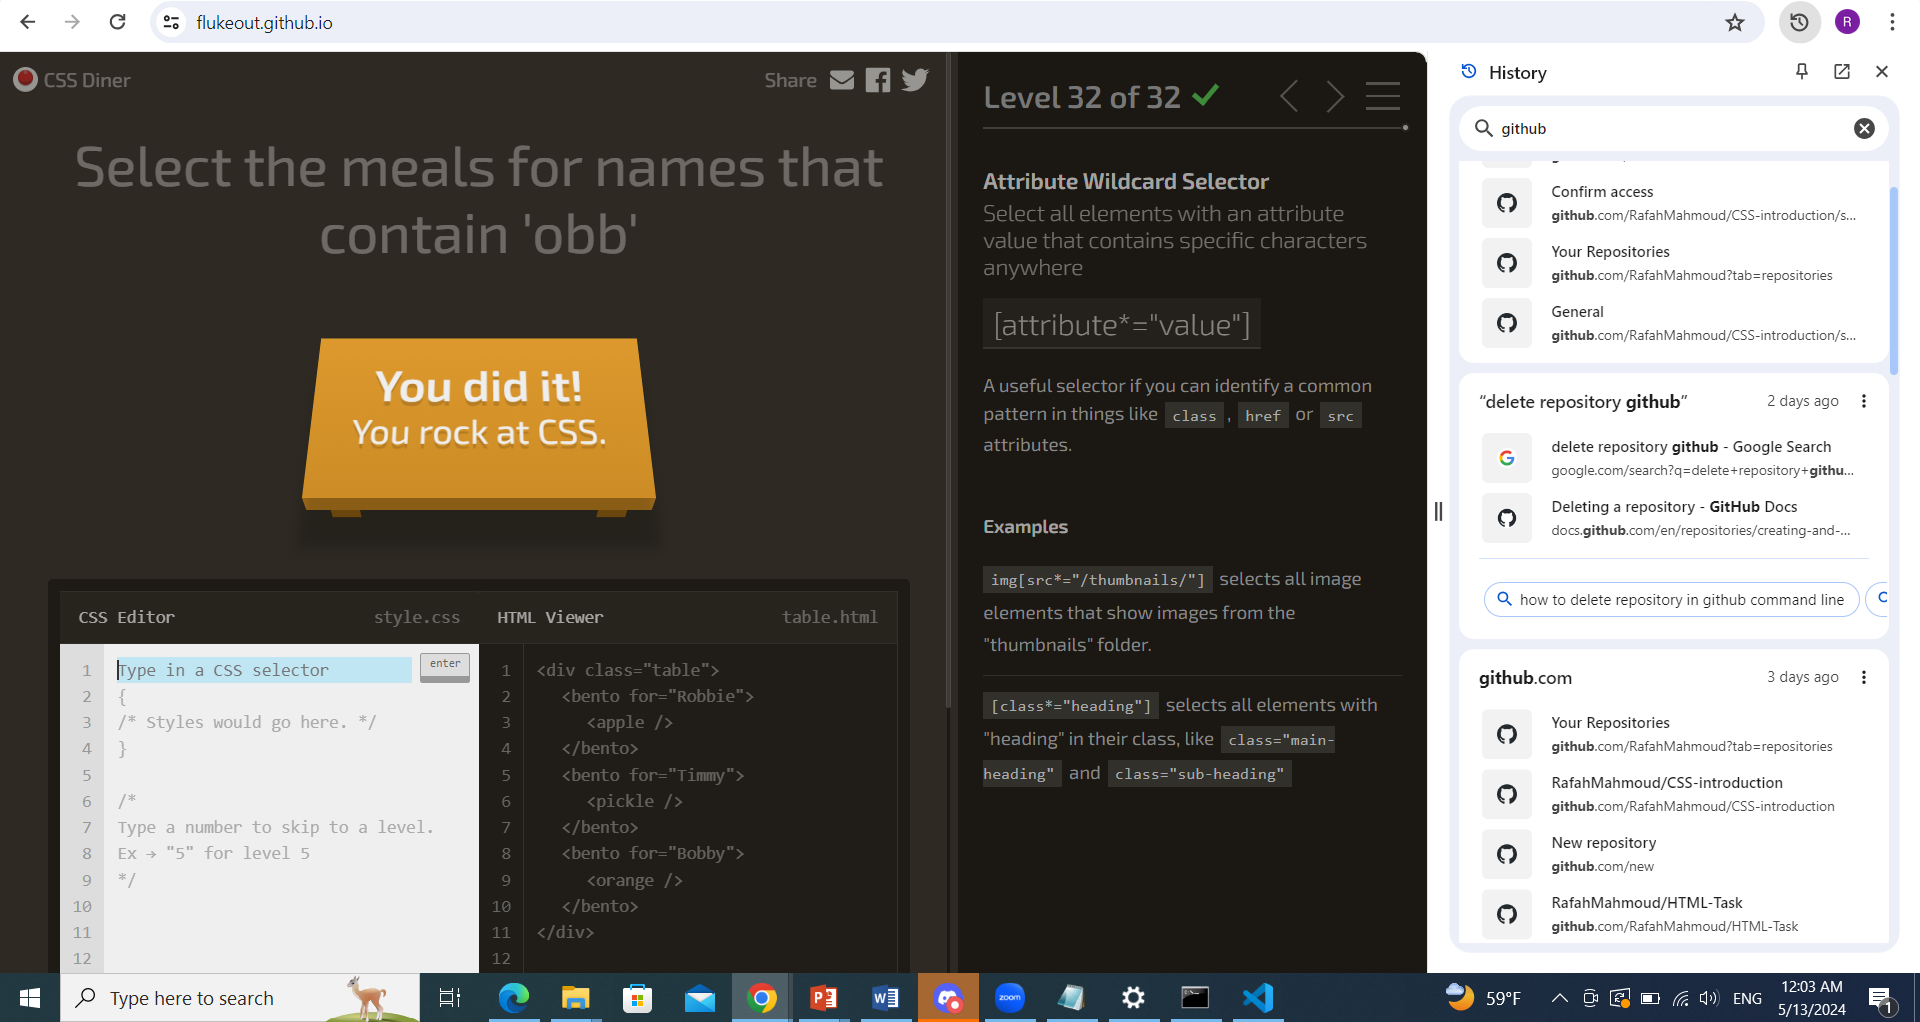 flukeout.github.io
R
CSS Diner
Share
Select the meals for names that
contain 'obb'
You did it!
You rock at CSS.
CSS Editor
style.css
HTML Viewer
table.html
1 Type in a CSS selector
enter
2 {
3 /* Styles would go here. */
4 }
5
6 /*
7 Type a number to skip to a level.
8 Ex → "5" for level 5
9 */
10
11
12
1 <div class="table">
2 <bento for="Robbie">
3 <apple />
4 </bento>
5 <bento for="Timmy">
6 <pickle />
7 </bento>
8 <bento for="Bobby">
9 <orange />
10 </bento>
11 </div>
12
Level 32 of 32
Attribute Wildcard Selector
Select all elements with an attribute
value that contains specific characters
anywhere
[attribute*="value"]
A useful selector if you can identify a common
pattern in things like class , href or src
attributes.
Examples
img[src*="/thumbnails/"] selects all image
elements that show images from the
"thumbnails" folder.
[class*="heading"] selects all elements with
"heading" in their class, like class="main-
heading" and class="sub-heading"
History
github
Confirm access
github.com/RafahMahmoud/CSS-introduction/s...
Your Repositories
github.com/RafahMahmoud?tab=repositories
General
github.com/RafahMahmoud/CSS-introduction/s...
“delete repository github”
2 days ago
delete repository github - Google Search
google.com/search?q=delete+repository+githu...
Deleting a repository - GitHub Docs
docs.github.com/en/repositories/creating-and-...
how to delete repository in github command line
github.com
3 days ago
Your Repositories
github.com/RafahMahmoud?tab=repositories
RafahMahmoud/CSS-introduction
github.com/RafahMahmoud/CSS-introduction
New repository
github.com/new
RafahMahmoud/HTML-Task
github.com/RafahMahmoud/HTML-Task
Type here to search
zoom
59°F
ENG
12:03 AM
5/13/2024
1